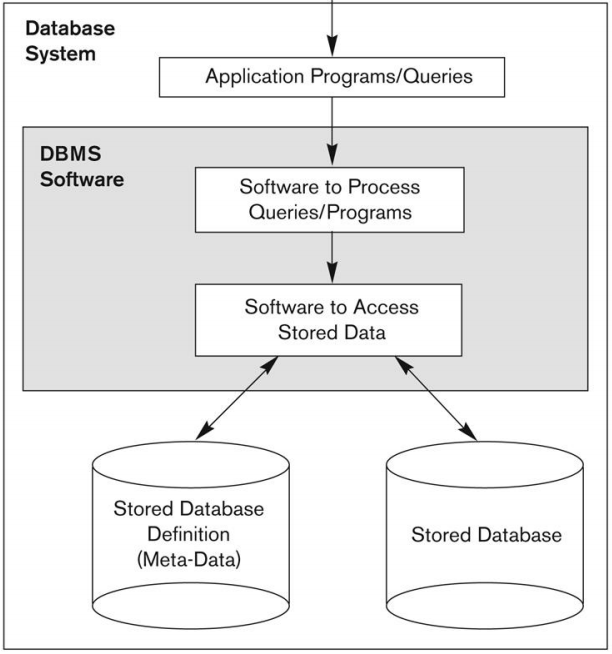 Database
System
Application Programs/Queries
DBMS
Software
Software to Process
Queries/Programs
Software to Access
Stored Data
Stored Database
Definition
(Meta-Data)
Stored Database